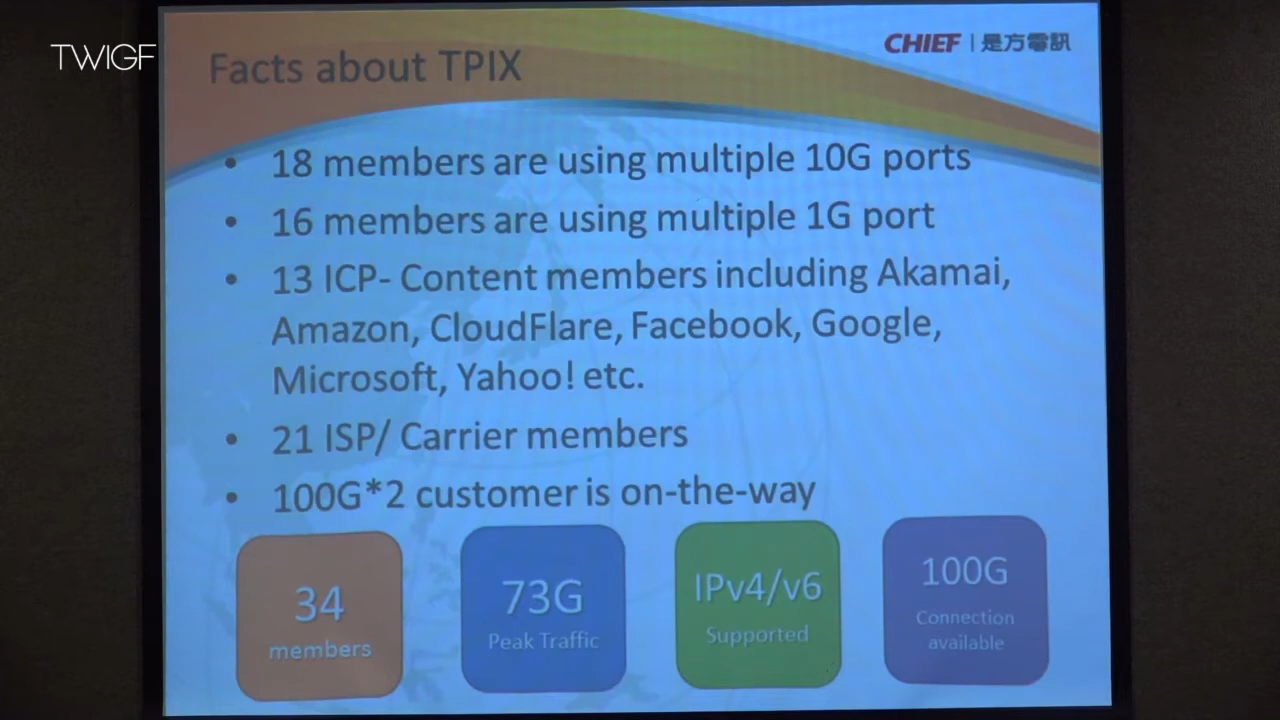 TWIGF
CHIEF | 是方電訊
Facts about TPIX
• 18 members are using multiple 10G ports
• 16 members are using multiple 1G port
• 13 ICP- Content members including Akamai,
Amazon, CloudFlare, Facebook, Google,
Microsoft, Yahoo! etc.
• 21 ISP/ Carrier members
• 100G*2 customer is on-the-way
34
members
73G
Peak Traffic
IPv4/v6
Supported
100G
Connection
available